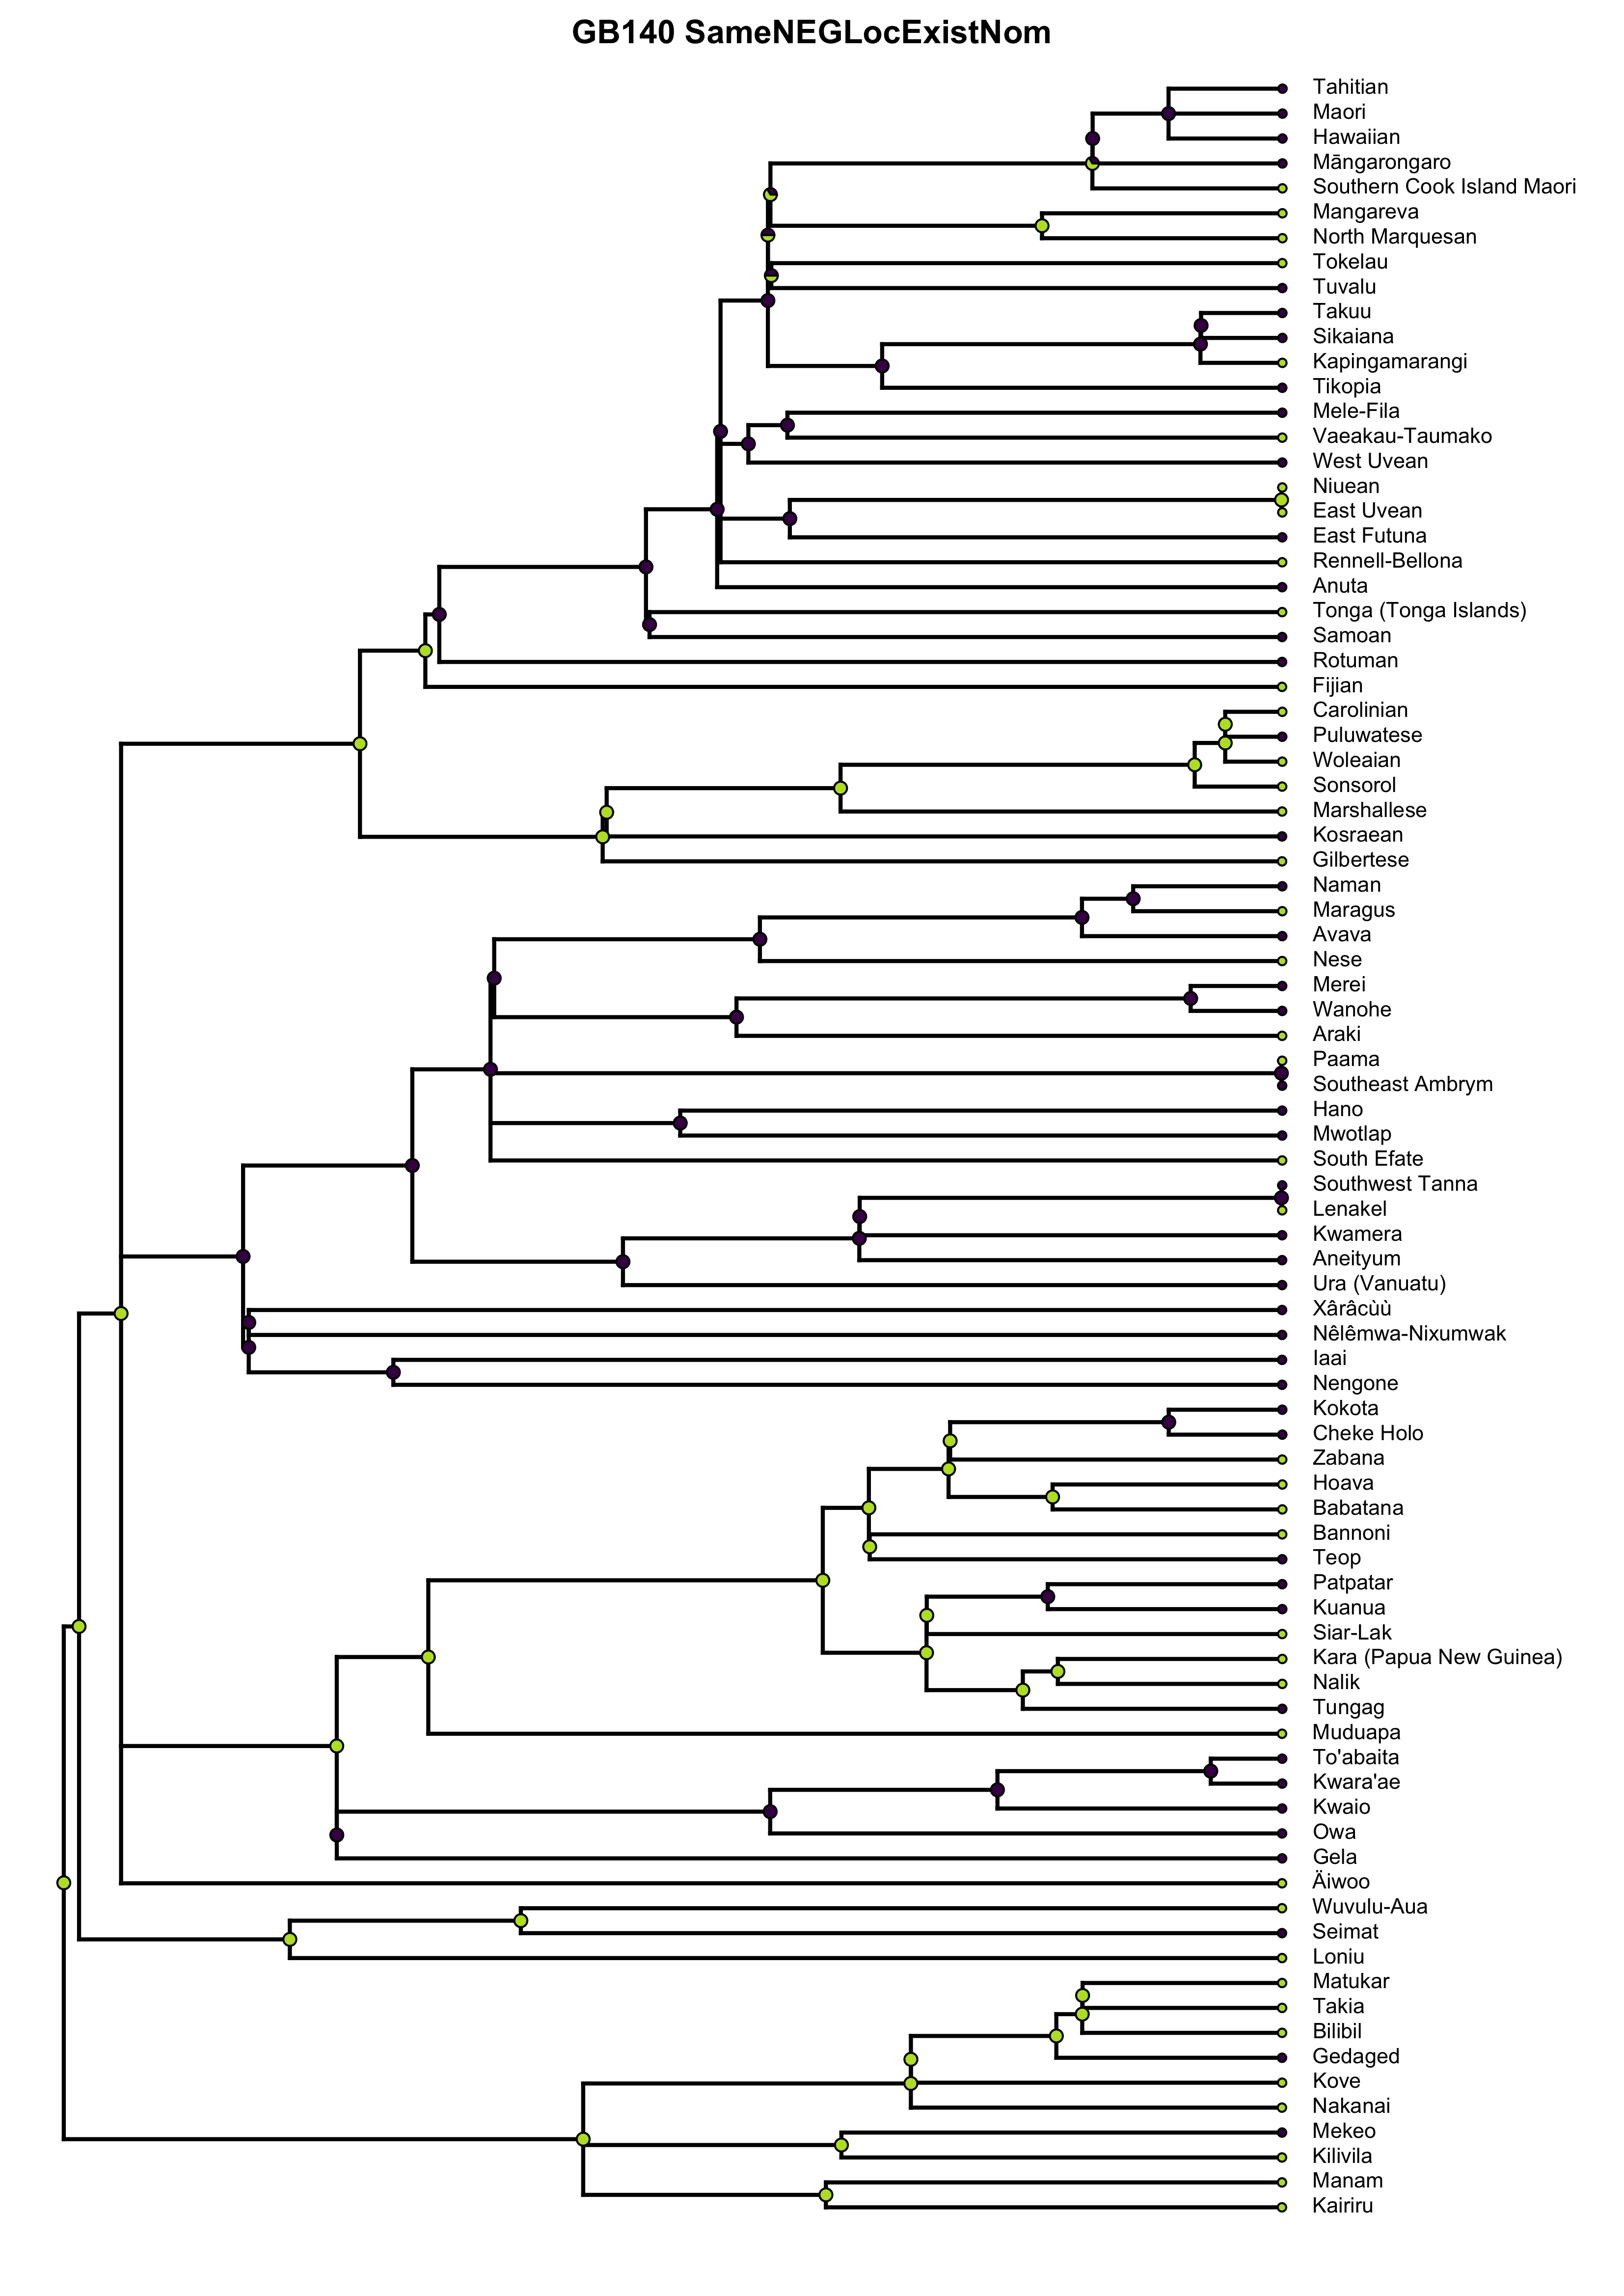 GB140 SameNEGLocExistNom
Tahitian
Maori
Hawaiian
Māngarongaro
Southern Cook Island Maori
Mangareva
North Marquesan
Tokelau
Tuvalu
Takuu
Sikaiana
Kapingamarangi
Tikopia
Mele-Fila
Vaeakau-Taumako
West Uvean
Niuean
East Uvean
East Futuna
Rennell-Bellona
Anuta
Tonga (Tonga Islands)
Samoan
Rotuman
Fijian
Carolinian
Puluwatese
Woleaian
Sonsorol
Marshallese
Kosraean
Gilbertese
Naman
Maragus
Avava
Nese
Merei
Wanohe
Araki
Paama
Southeast Ambrym
Hano
Mwotlap
South Efate
Southwest Tanna
Lenakel
Kwamera
Aneityum
Ura (Vanuatu)
Xârâcùù
Nêlêmwa-Nixumwak
Iaai
Nengone
Kokota
Cheke Holo
Zabana
Hoava
Babatana
Bannoni
Teop
Patpatar
Kuanua
Siar-Lak
Kara (Papua New Guinea)
Nalik
Tungag
Muduapa
To'abaita
Kwara'ae
Kwaio
Owa
Gela
Äiwoo
Wuvulu-Aua
Seimat
Loniu
Matukar
Takia
Bilibil
Gedaged
Kove
Nakanai
Mekeo
Kilivila
Manam
Kairiru